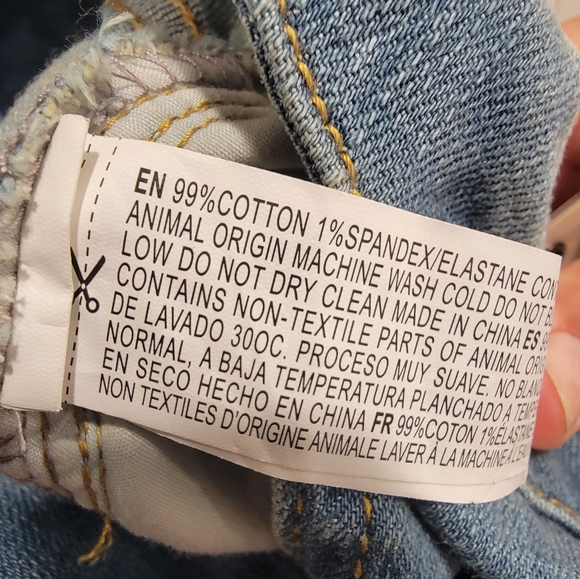 EN 99%COTTON 1%SPANDEX/ELASTANE
ANIMAL ORIGIN MACHINE WASH COLD DO NOT
LOW DO NOT DRY CLEAN MADE IN CHINA ES
CONTAINS NON-TEXTILE PARTS OF ANIMAL
DE LAVADO 30OC. PROCESO MUY SUAVE. NO
NORMAL, A BAJA TEMPERATURA PLANCHADO A
EN SECO HECHO EN CHINA FR 99%COTON
NON TEXTILES D'ORIGINE ANIMALE LAVER À LA MACHINE À